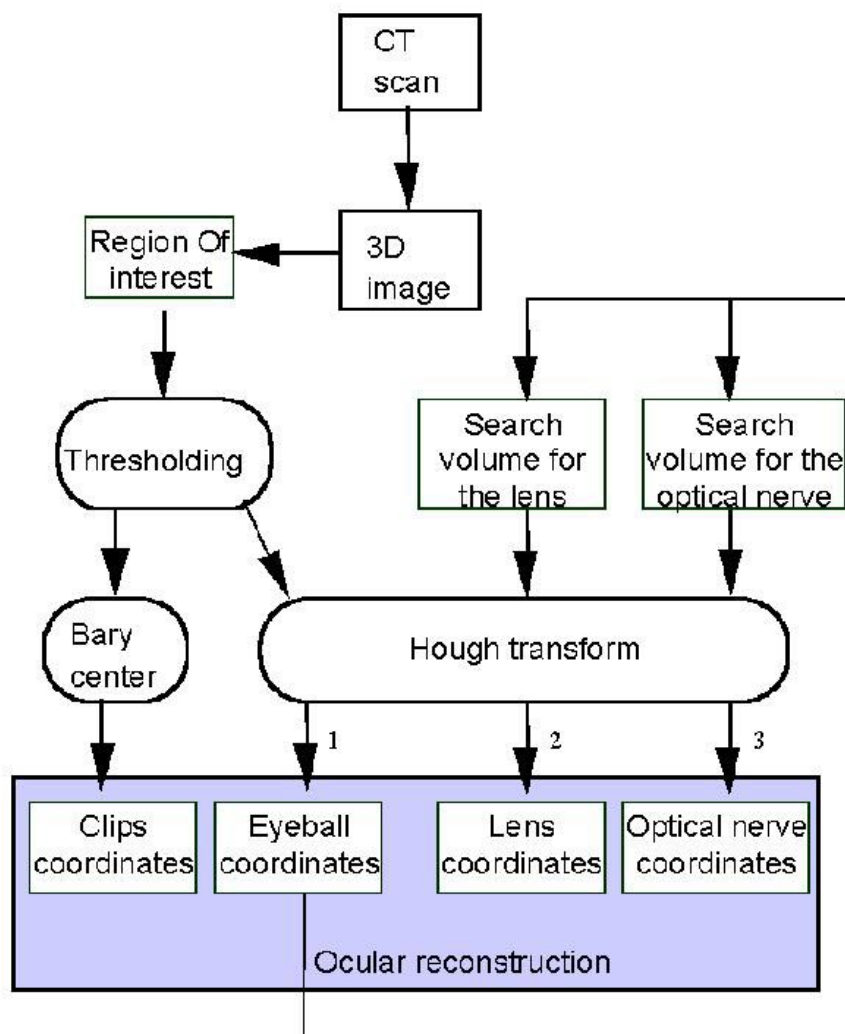 CT
scan
Region Of
interest
3D
image
Thresholding
Search
volume for
the lens
Search
volume for the
optical nerve
Bary
center
Hough transform
1
2
3
Clips
coordinates
Eyeball
coordinates
Lens
coordinates
Optical nerve
coordinates
Ocular reconstruction